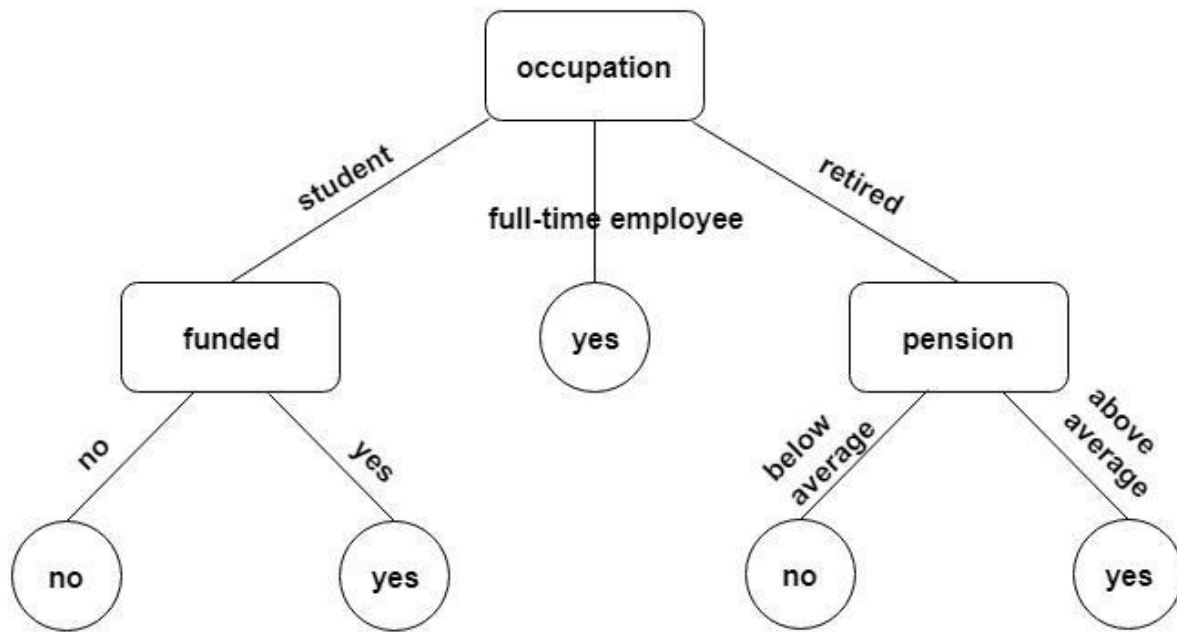 occupation
student
full-time employee
retired
funded
yes
pension
no
yes
below
average
above
average
no
yes
no
yes